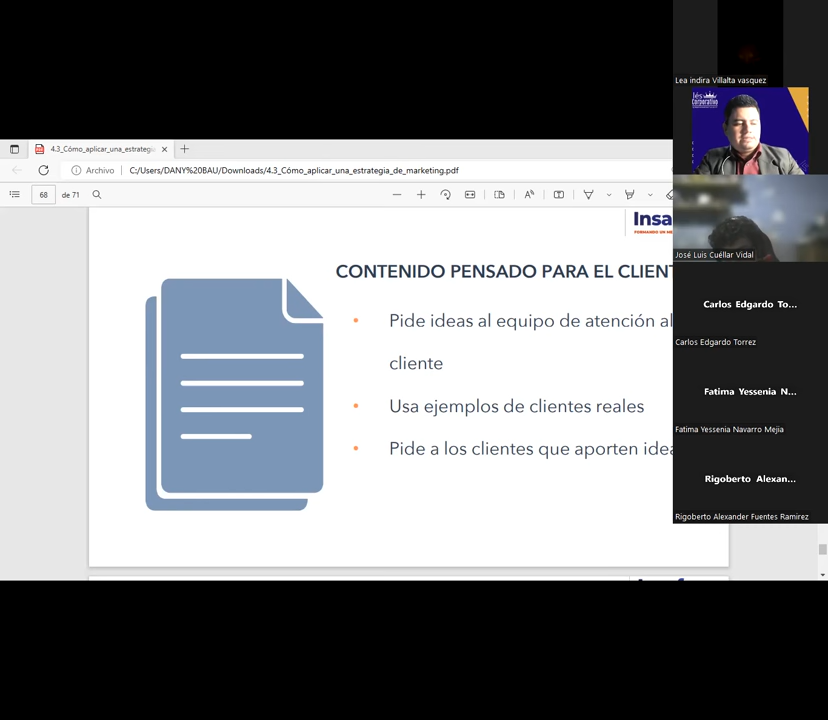 Lea indira Villalta vasquez
Corporativo
4.3_Cómo_aplicar_una_estrategia
Archivo
C:/Users/DANY%20BAU/Downloads/4.3_Cómo_aplicar_una_estrategia_de_marketing.pdf
68 de 71
Insa
CONTENIDO PENSADO PARA EL CLIENT
• Pide ideas al equipo de atención al
cliente
• Usa ejemplos de clientes reales
• Pide a los clientes que aporten idea
José Luis Cuéllar Vidal
Carlos Edgardo To...
Carlos Edgardo Torrez
Fatima Yessenia N...
Fatima Yessenia Navarro Mejia
Rigoberto Alexan...
Rigoberto Alexander Fuentes Ramirez